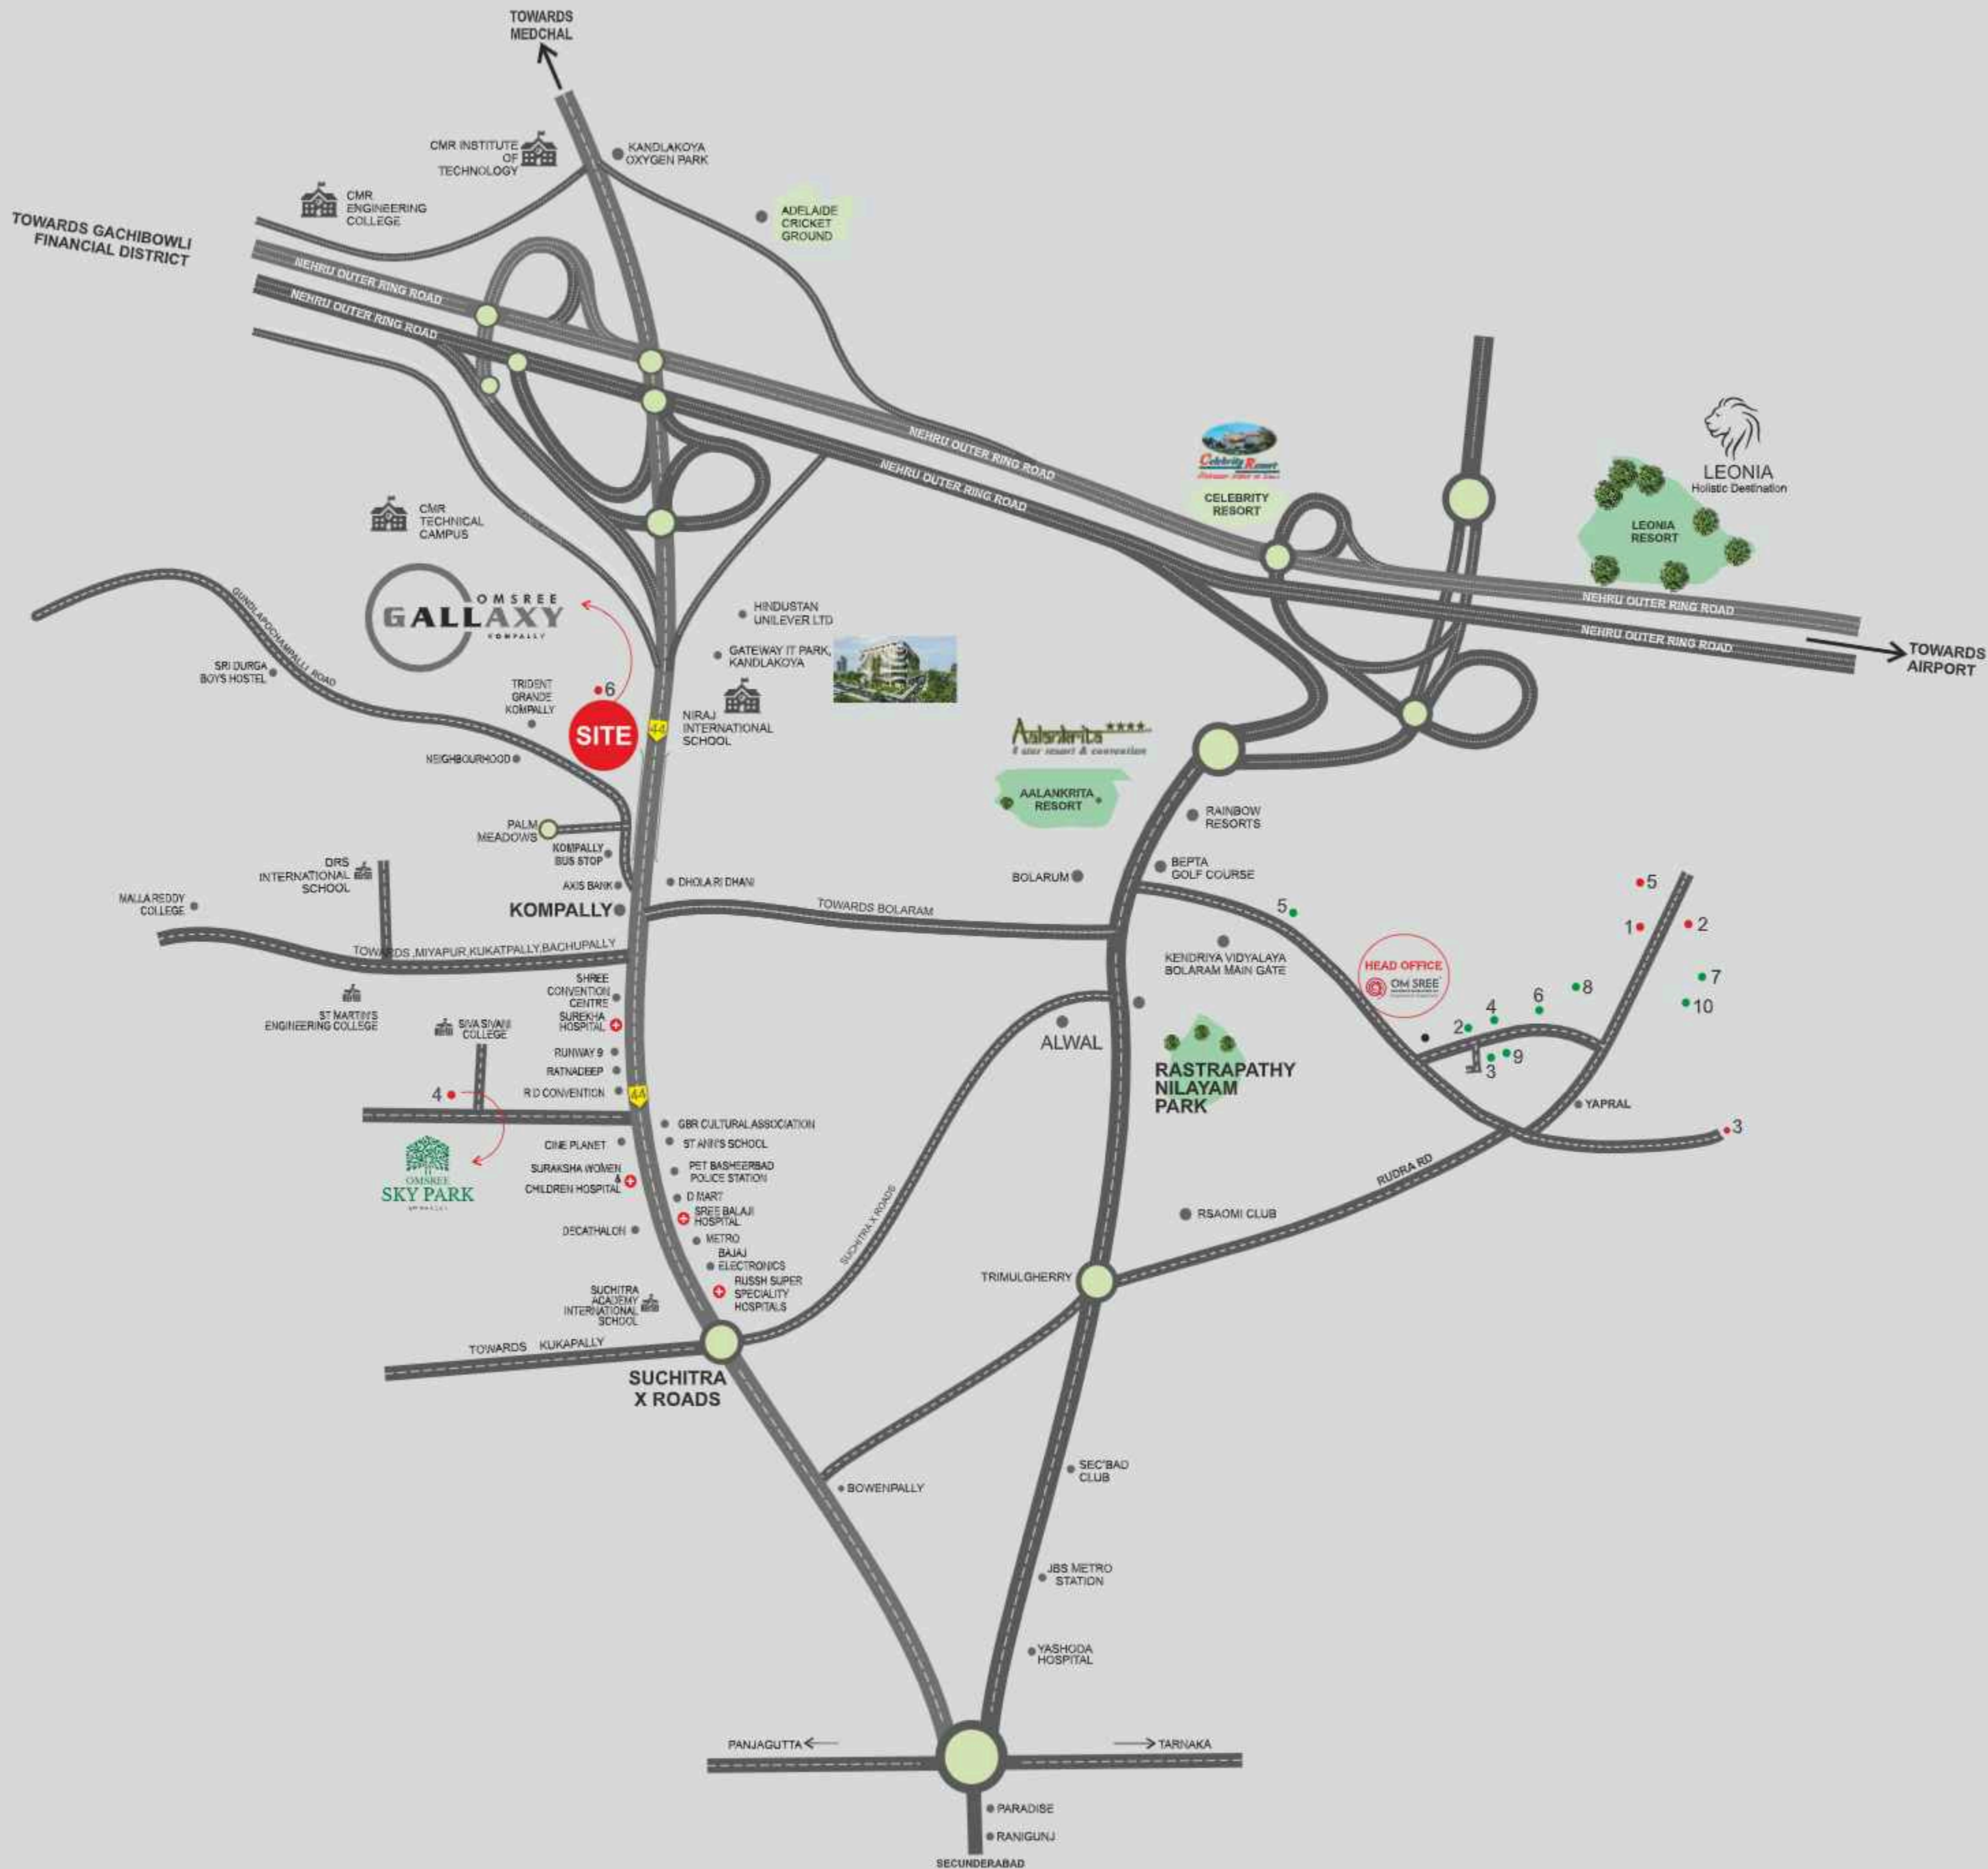 TOWARDS
MEDCHAL
CMR INSTITUTE
OF
TECHNOLOGY
KANDLAKOYA
OXYGEN PARK
CMR
ENGINEERING
COLLEGE
ADELAIDE
CRICKET
GROUND
TOWARDS GACHIBOWLI
FINANCIAL DISTRICT
NEHRU OUTER RING ROAD
NEHRU OUTER RING ROAD
NEHRU OUTER RING ROAD
NEHRU OUTER RING ROAD
Celebrity Resort
CELEBRITY
RESORT
LEONIA
Holistic Destination
LEONIA
RESORT
NEHRU OUTER RING ROAD
NEHRU OUTER RING ROAD
TOWARDS
AIRPORT
CMR
TECHNICAL
CAMPUS
OMSREE
GALLAXY
KOMPALLY
HINDUSTAN
UNILEVER LTD
GATEWAY IT PARK,
KANDLAKOYA
GUNDLAPOCHAMPALLI ROAD
SRI DURGA
BOYS HOSTEL
TRIDENT
GRANDE
KOMPALLY
6
SITE
44
NIRAJ
INTERNATIONAL
SCHOOL
NEIGHBOURHOOD
Aalankrita
4 star resort & convention
AALANKRITA
RESORT
RAINBOW
RESORTS
PALM
MEADOWS
KOMPALLY
BUS STOP
AXIS BANK
DHOLA RI DHANI
KOMPALLY
DRS
INTERNATIONAL
SCHOOL
MALLA REDDY
COLLEGE
TOWARDS BOLARAM
BOLARUM
BEPTA
GOLF COURSE
5
5
1
2
TOWARDS ,MIYAPUR,KUKATPALLY,BACHUPALLY
KENDRIYA VIDYALAYA
BOLARAM MAIN GATE
HEAD OFFICE
OM SREE
7
8
10
6
4
2
9
3
SHREE
CONVENTION
CENTRE
SUREKHA
HOSPITAL
ST MARTIN'S
ENGINEERING COLLEGE
SIVA SIVANI
COLLEGE
RUNWAY 9
RATNADEEP
R D CONVENTION
44
4
ALWAL
RASTRAPATHY
NILAYAM
PARK
YAPRAL
3
GBR CULTURAL ASSOCIATION
CINE PLANET
ST ANN'S SCHOOL
OMSREE
SKY PARK
SURAKSHA WOMEN
&
CHILDREN HOSPITAL
PET BASHEERBAD
POLICE STATION
D MART
SREE BALAJI
HOSPITAL
DECATHALON
METRO
BAJAJ
ELECTRONICS
RUSSH SUPER
SPECIALITY
HOSPITALS
SUCHITRA X ROADS
RUDRA RD
RSAOMI CLUB
TRIMULGHERRY
SUCHITRA
ACADEMY
INTERNATIONAL
SCHOOL
TOWARDS KUKAPALLY
SUCHITRA
X ROADS
BOWENPALLY
SEC'BAD
CLUB
JBS METRO
STATION
YASHODA
HOSPITAL
PANJAGUTTA
TARNAKA
PARADISE
RANIGUNJ
SECUNDERABAD